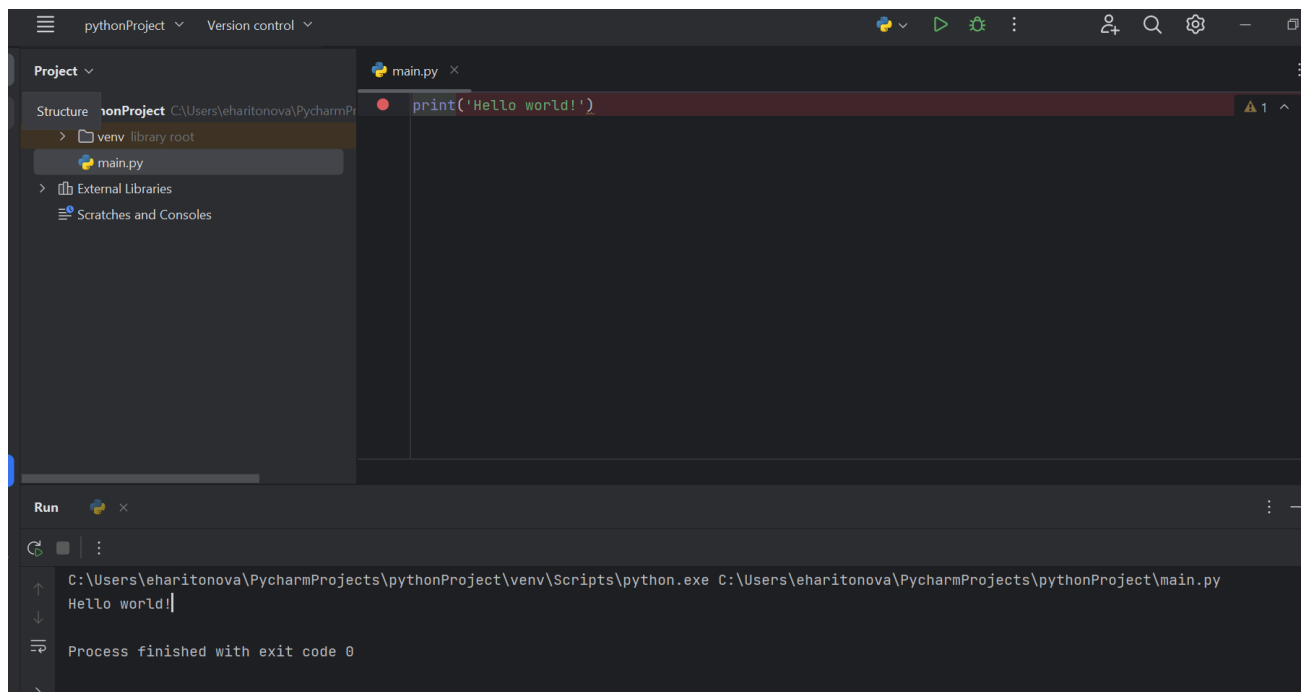 pythonProject Version control
Project
main.py
Structure
honProject C:\Users\eharitonova\PycharmPr
print('Hello world!')
1
venv library root
main.py
External Libraries
Scratches and Consoles
Run
C:\Users\eharitonova\PycharmProjects\pythonProject\venv\Scripts\python.exe C:\Users\eharitonova\PycharmProjects\pythonProject\main.py
Hello world!
Process finished with exit code 0